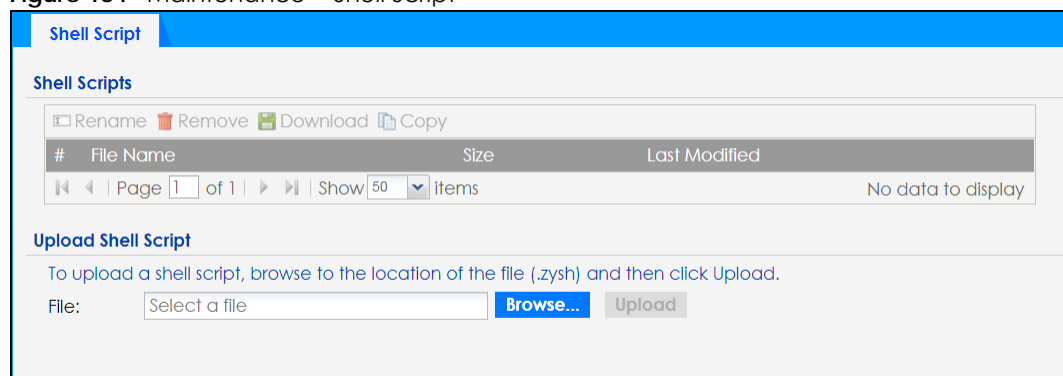 Shell Script
Shell Scripts
Rename Remove Download Copy
# File Name Size Last Modified
Page 1 of 1 Show 50 items No data to display
Upload Shell Script
To upload a shell script, browse to the location of the file (.zysh) and then click Upload.
File: Select a file Browse... Upload